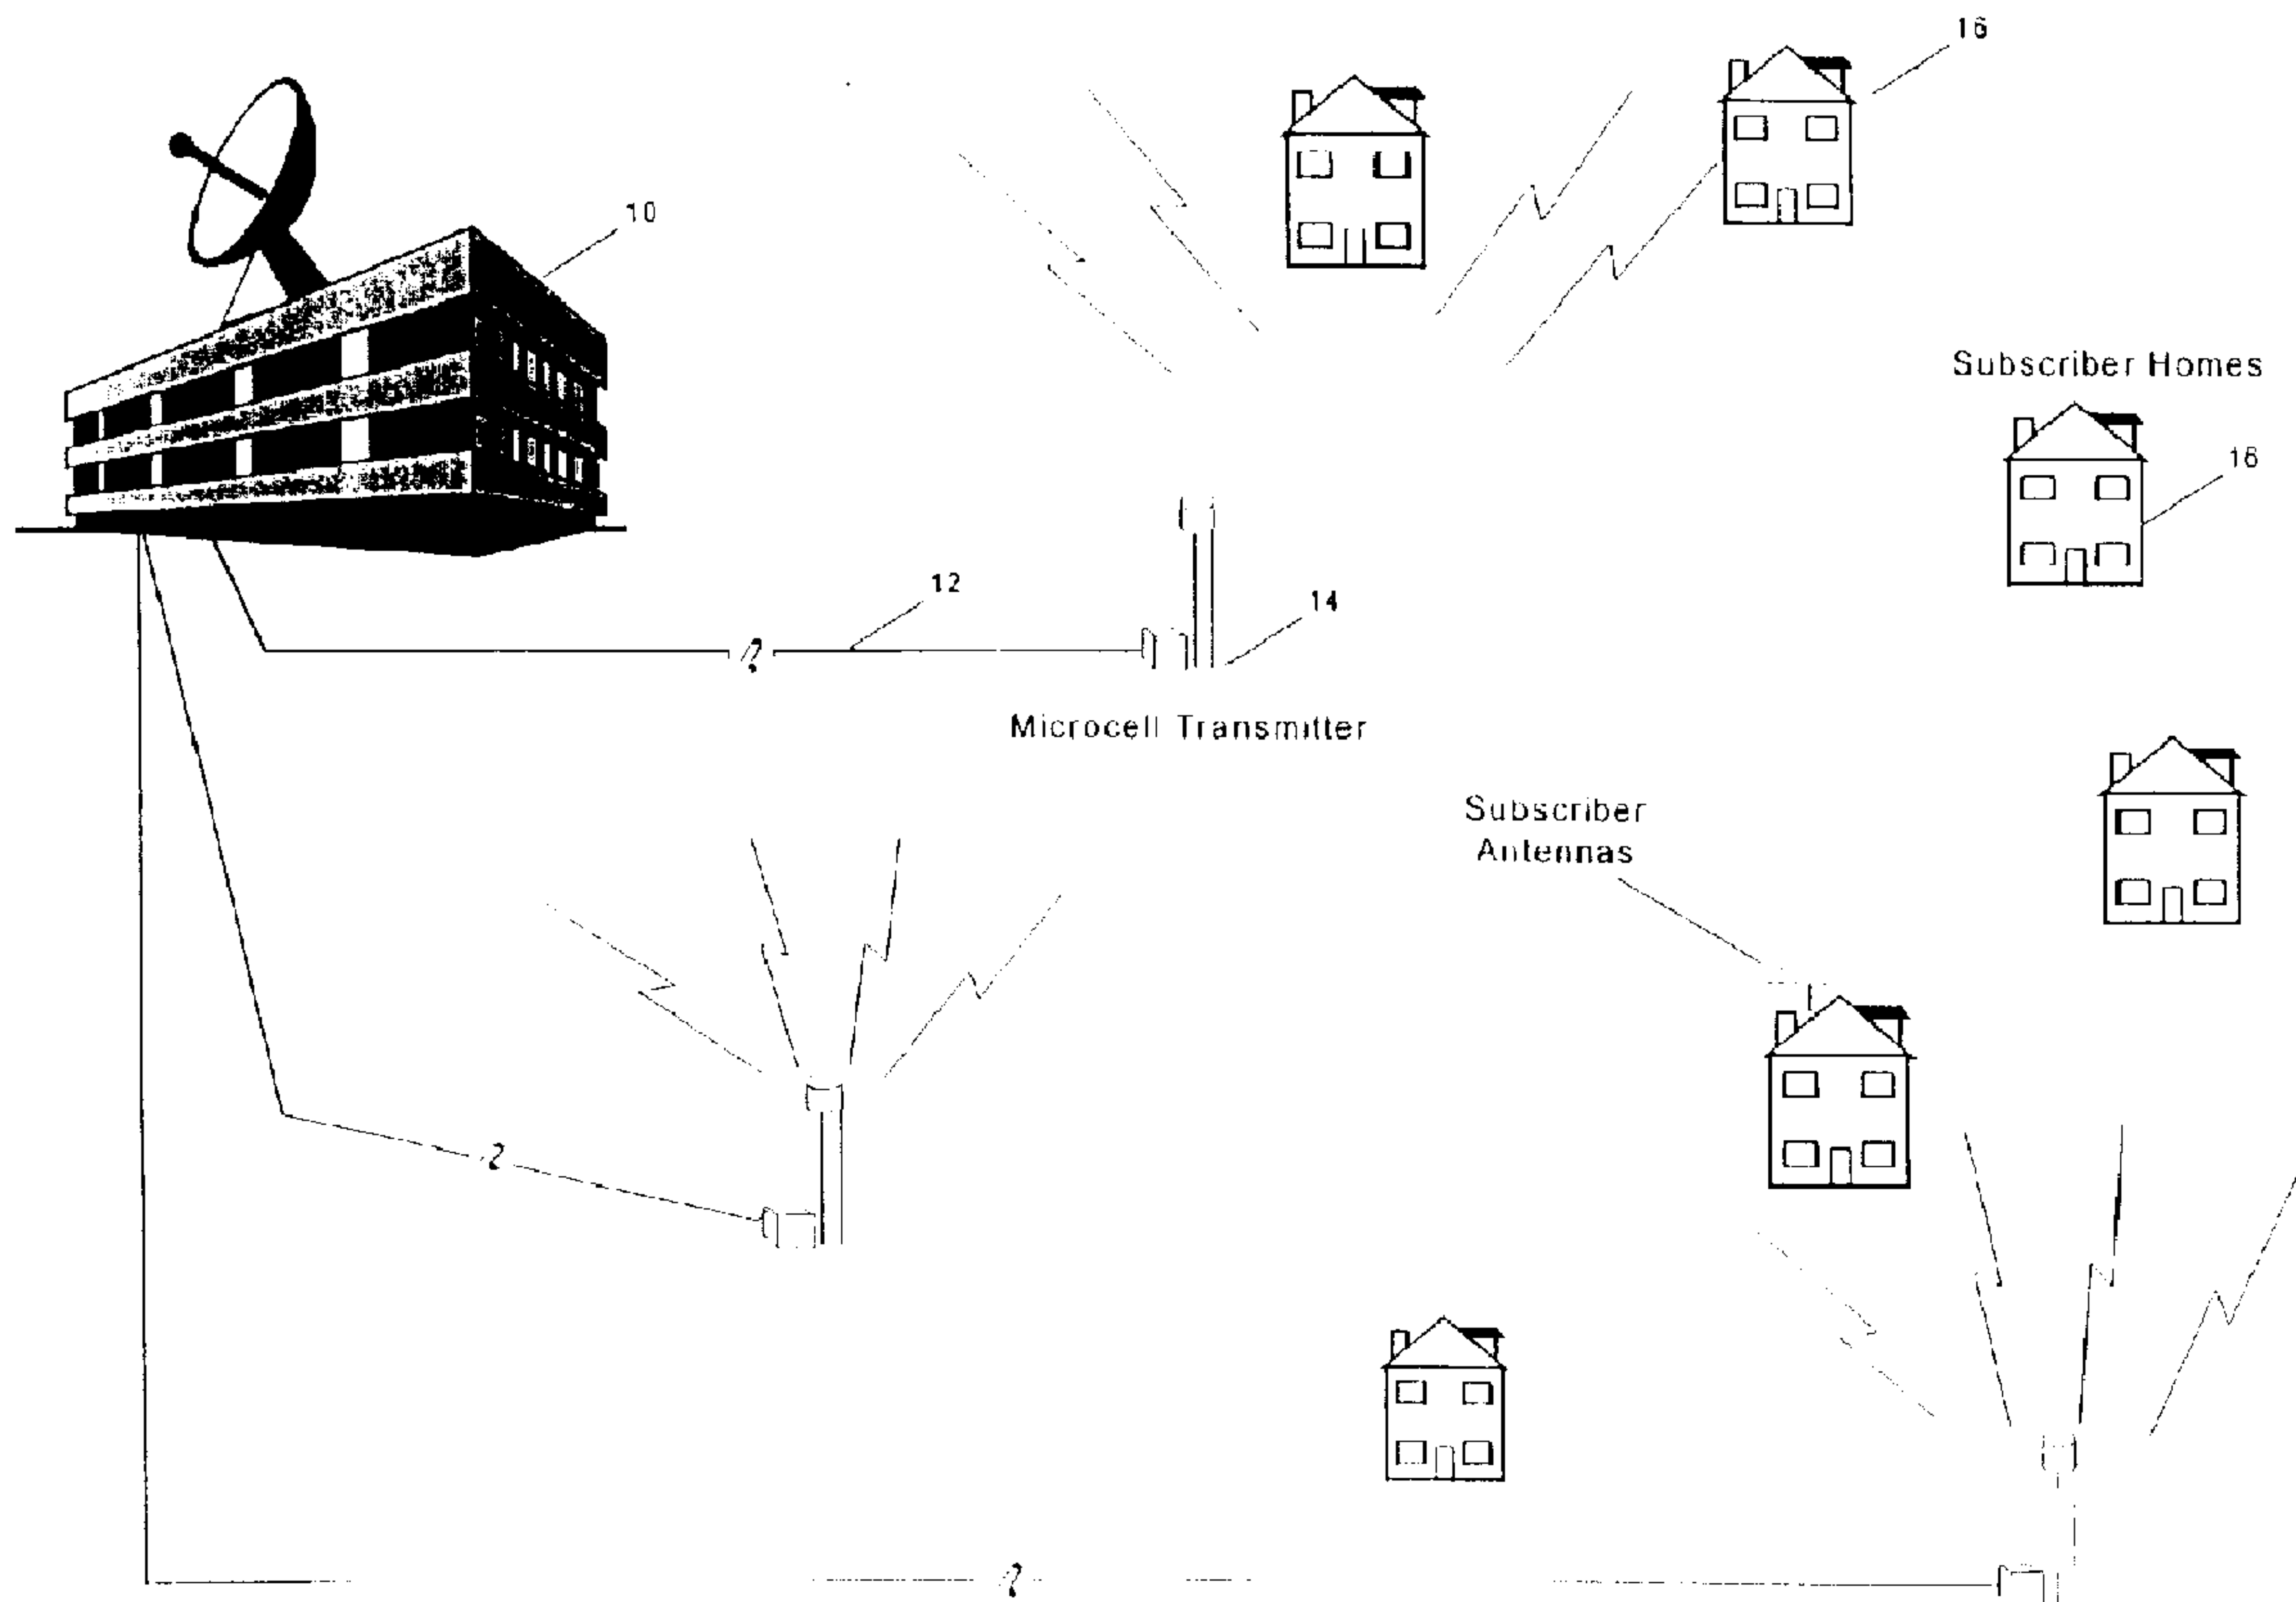 16
10
Subscriber Homes
16
12
14
Microcell Transmitter
Subscriber
Antennas